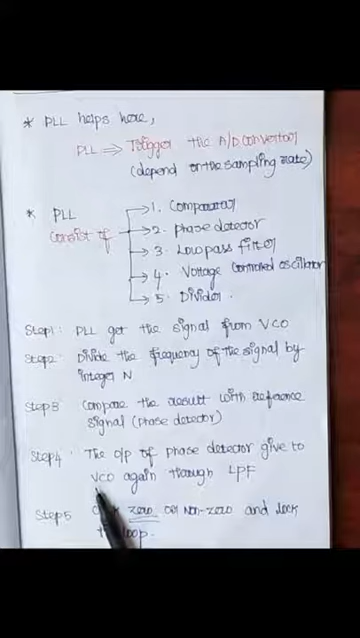 * PLL helps here,
PLL ⇒ Trigger the A/D Convertor
(depend on the sampling rate)
* PLL
Consist of
→ 1. Comparator
→ 2. Phase detector
→ 3. Low pass filter
→ 4. Voltage Controlled oscillator
→ 5. Divider.
Step1: PLL get the signal from VCO
Step2: Divide the frequency of the signal by
integer N
Step3 Compare the result with reference
signal (phase detector)
Step4: The o/p of phase detector give to
VCO again through LPF
Step5 zero or Non-zero and lock
loop.